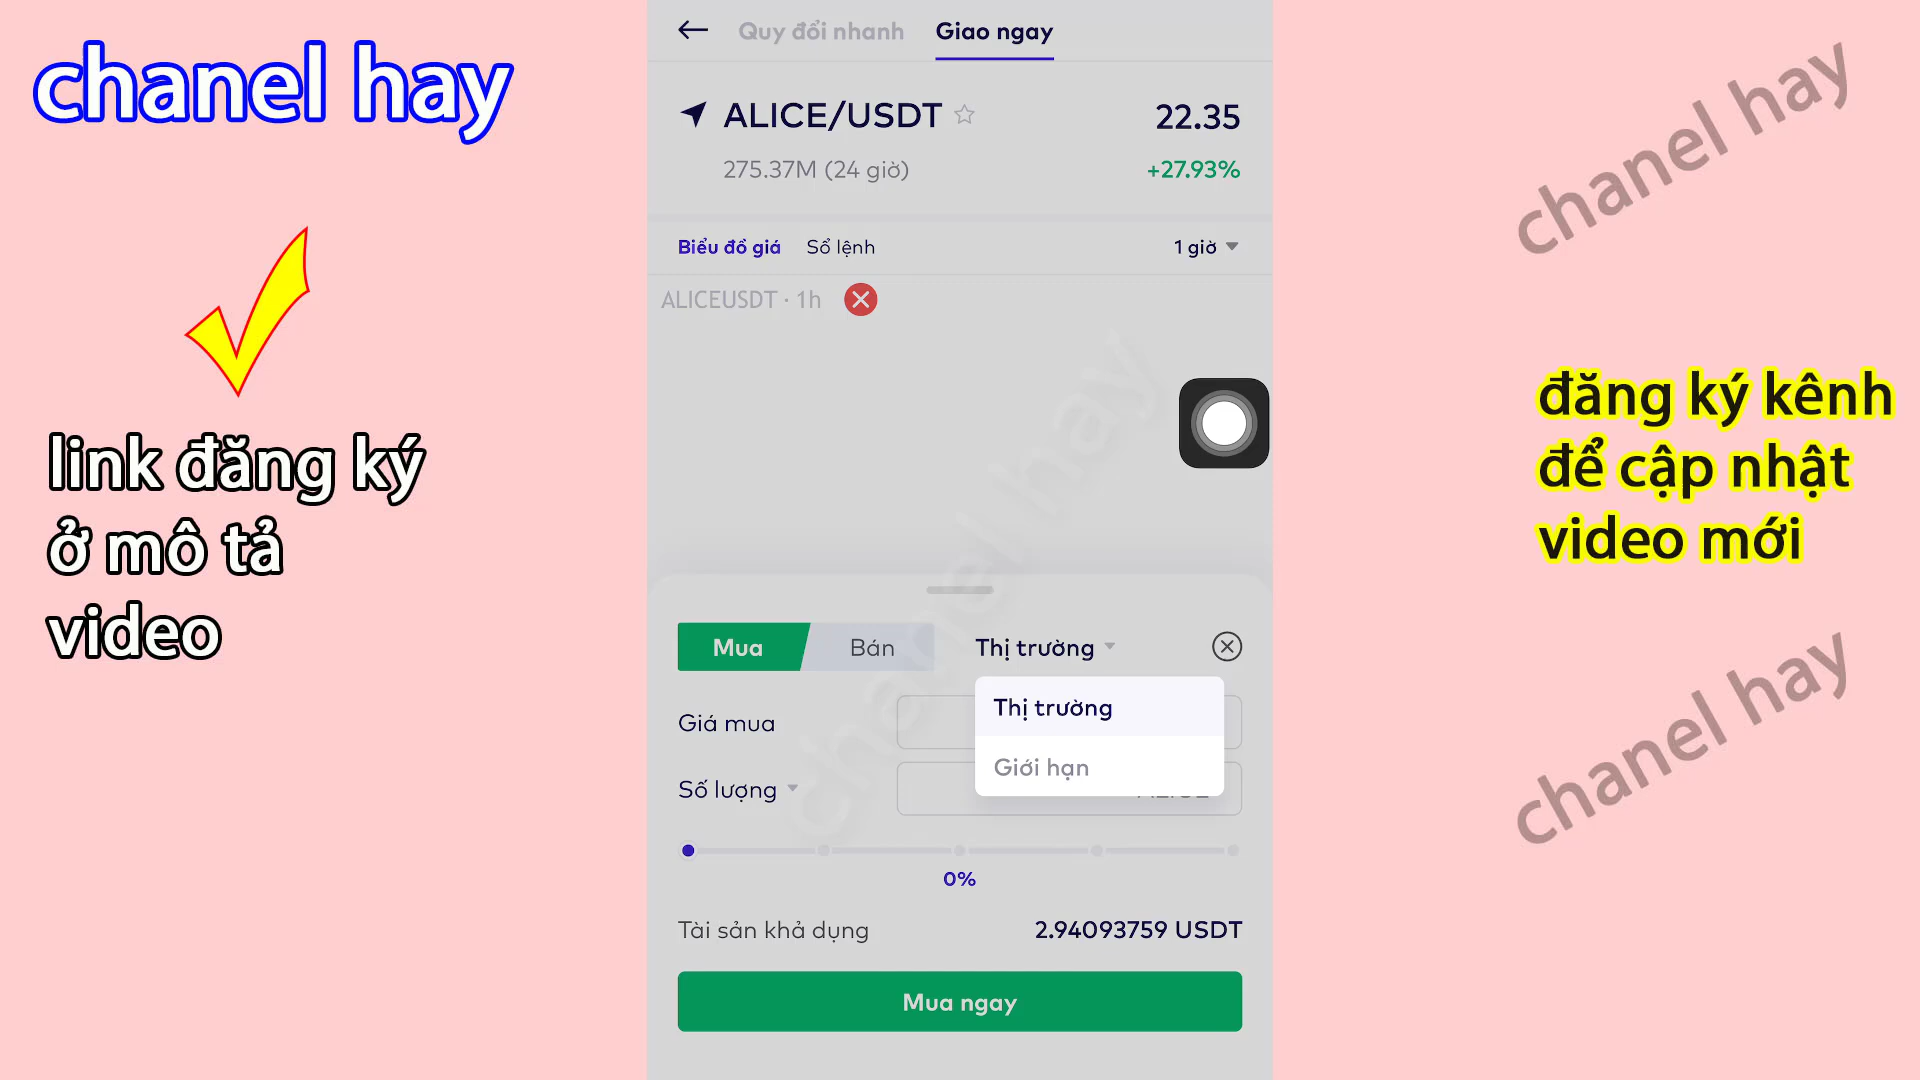 chanel hay
link đăng ký
ở mô tả
video
Quy đổi nhanh Giao ngay
ALICE/USDT 22.35
275.37M (24 giờ) +27.93%
Biểu đồ giá Sổ lệnh 1 giờ
ALICEUSDT · 1h
chanel hay
Mua Bán Thị trường
Thị trường
Giá mua
Giới hạn
Số lượng
0%
Tài sản khả dụng 2.94093759 USDT
Mua ngay
chanel hay
đăng ký kênh
để cập nhật
video mới
chanel hay